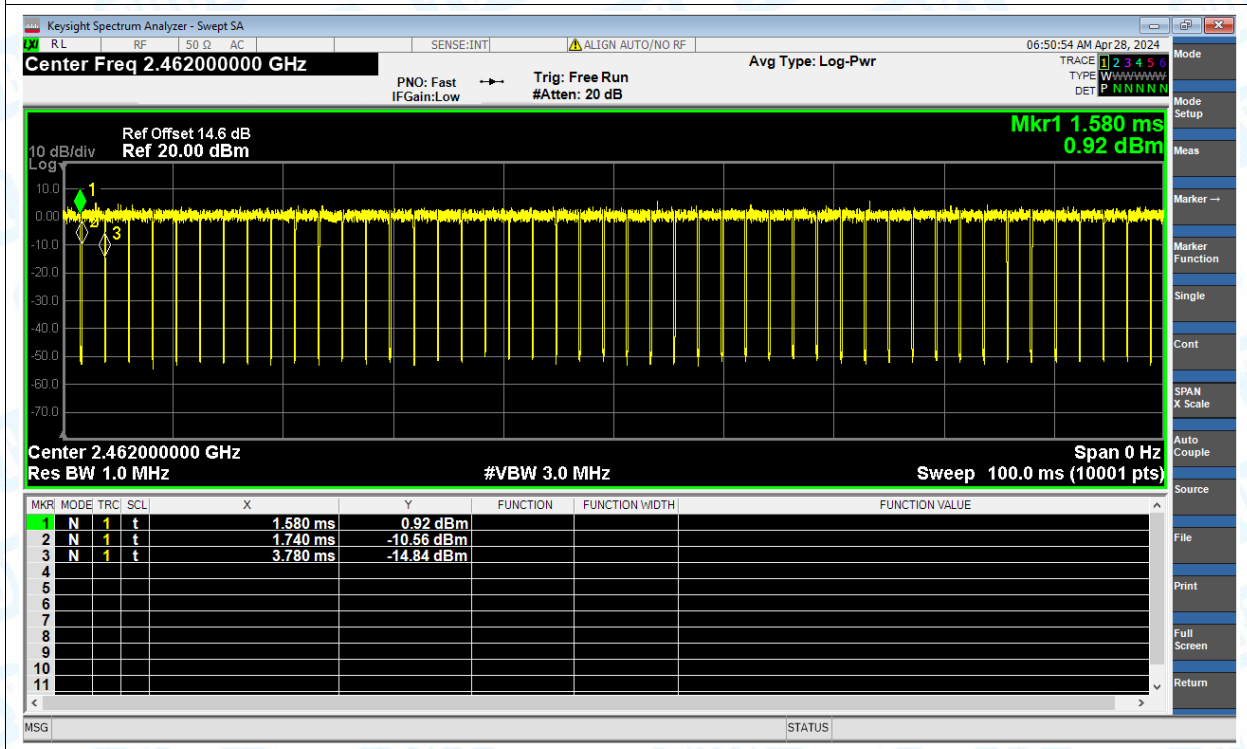 Keysight Spectrum Analyzer - Swept SA
LXI RL RF 50 Ω AC SENSE:INT ALIGN AUTO/NO RF 06:50:54 AM Apr 28, 2024
Center Freq 2.462000000 GHz
PNO: Fast
IFGain:Low
Trig: Free Run
#Atten: 20 dB
Avg Type: Log-Pwr
TRACE 1 2 3 4 5 6
TYPE WWWWWW
DET P N N N N N
Ref Offset 14.6 dB
10 dB/div Ref 20.00 dBm
Log
Mkr1 1.580 ms
0.92 dBm
10.0
0.00
-10.0
-20.0
-30.0
-40.0
-50.0
-60.0
-70.0
1
2
3
Center 2.462000000 GHz Span 0 Hz
Res BW 1.0 MHz #VBW 3.0 MHz Sweep 100.0 ms (10001 pts)
MKR MODE TRC SCL X Y FUNCTION FUNCTION WIDTH FUNCTION VALUE
1 N 1 t 1.580 ms 0.92 dBm
2 N 1 t 1.740 ms -10.56 dBm
3 N 1 t 3.780 ms -14.84 dBm
4
5
6
7
8
9
10
11
MSG STATUS
Mode
Mode
Setup
Meas
Marker →
Marker
Function
Single
Cont
SPAN
X Scale
Auto
Couple
Source
File
Print
Full
Screen
Return